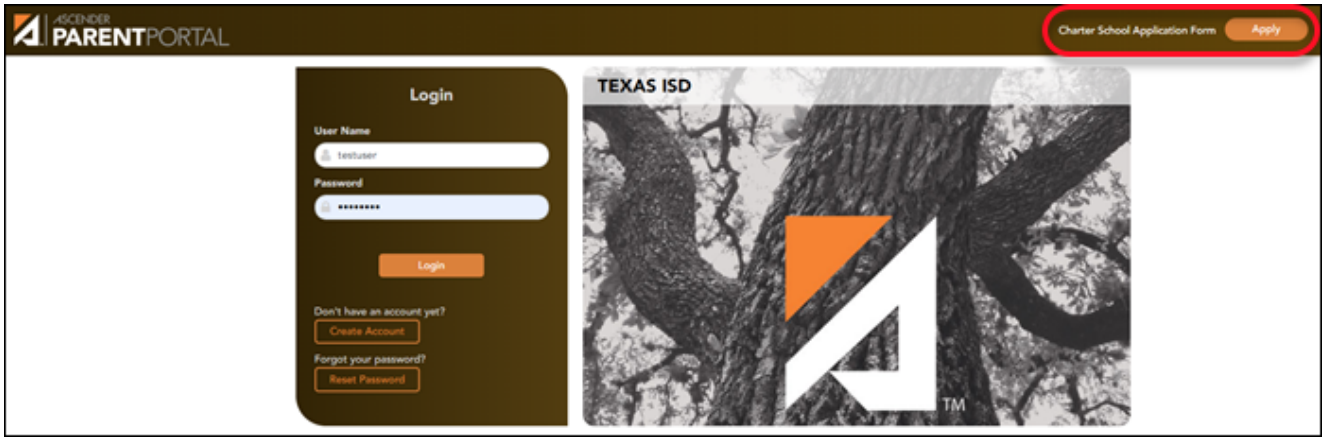 ASCENDER
PARENTPORTAL
Charter School Application Form
Apply
Login
User Name
testuser
Password
••••••••
Login
Don't have an account yet?
Create Account
Forgot your password?
Reset Password
TEXAS ISD
TM